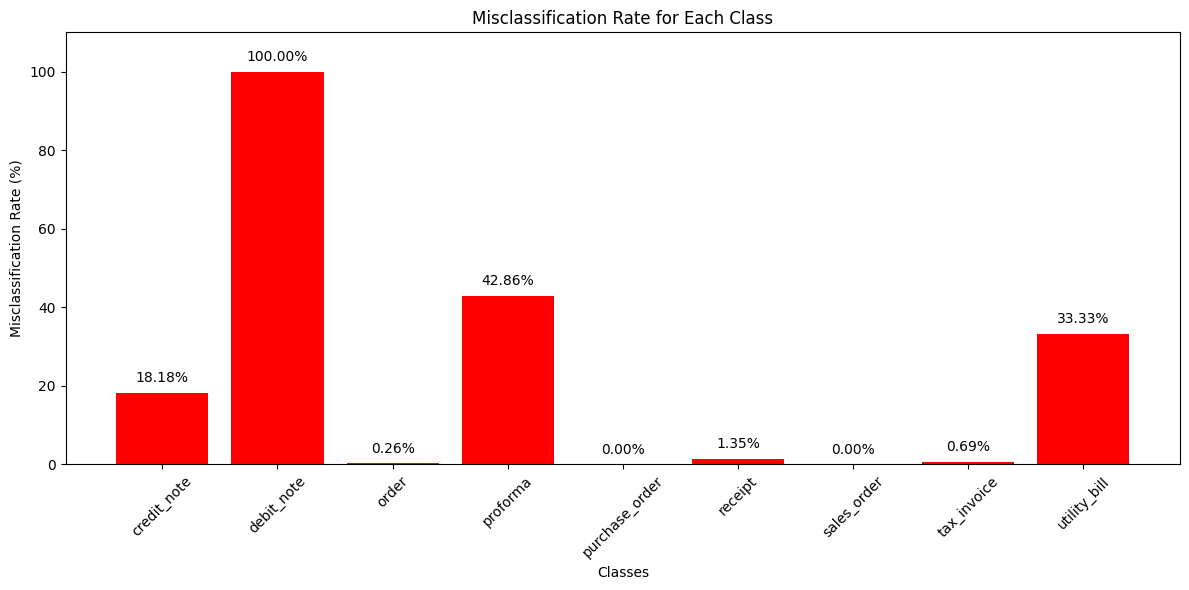 Misclassification Rate for Each Class
Misclassification Rate (%)
100
80
60
40
20
0
18.18%
100.00%
0.26%
42.86%
0.00%
1.35%
0.00%
0.69%
33.33%
credit_note
debit_note
order
proforma
purchase_order
receipt
sales_order
tax_invoice
utility_bill
Classes